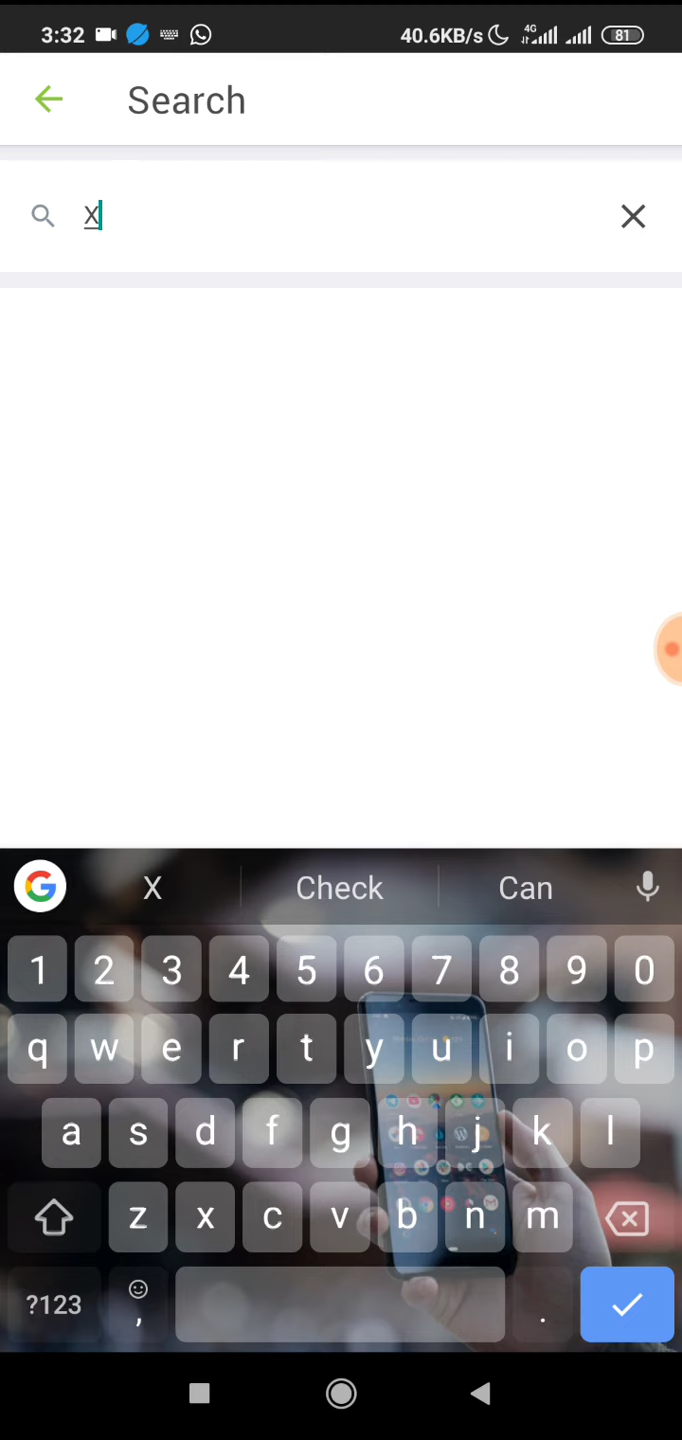 3:32 40.6KB/s 4G 81
Search
X
X Check Can
1 2 3 4 5 6 7 8 9 0
q w e r t y u i o p
a s d f g h j k l
z x c v b n m
?123 , .